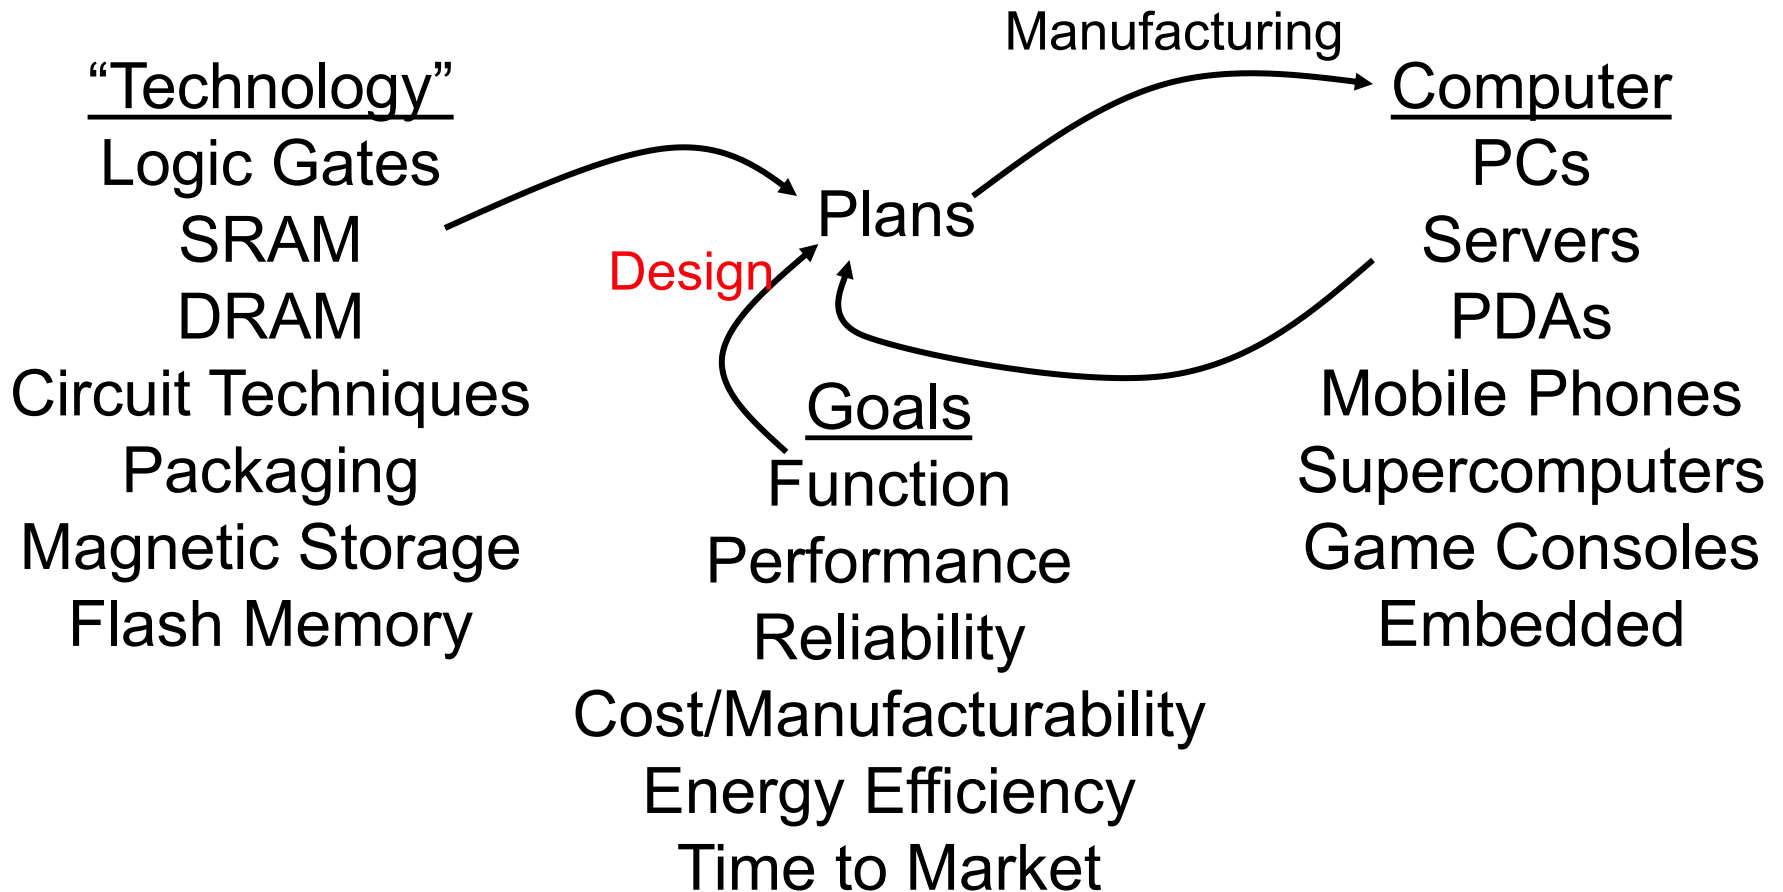 “Technology”
Logic Gates
SRAM
DRAM
Circuit Techniques
Packaging
Magnetic Storage
Flash Memory
Design
Plans
Goals
Function
Performance
Reliability
Cost/Manufacturability
Energy Efficiency
Time to Market
Manufacturing
Computer
PCs
Servers
PDAs
Mobile Phones
Supercomputers
Game Consoles
Embedded